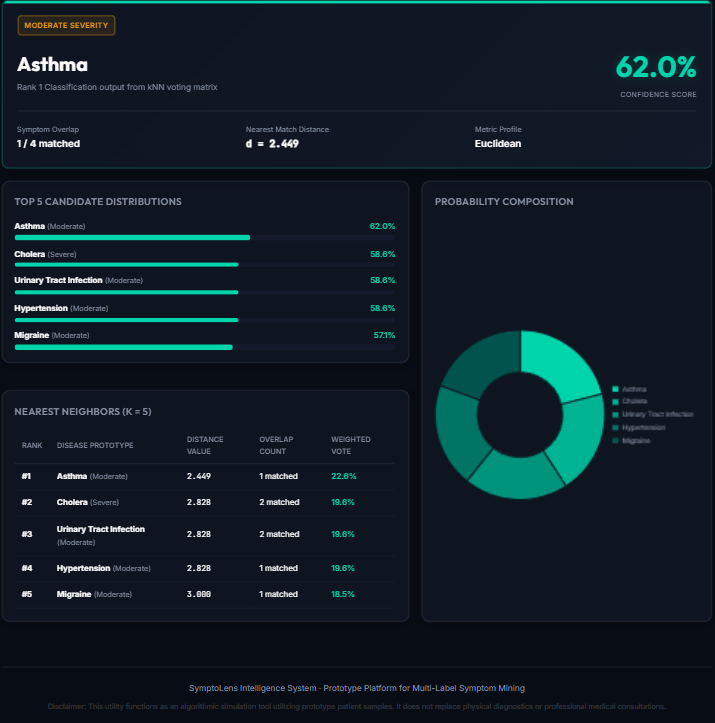 MODERATE SEVERITY
Asthma
Rank 1 Classification output from kNN voting matrix
62.0%
CONFIDENCE SCORE
Symptom Overlap
1 / 4 matched
Nearest Match Distance
d = 2.449
Metric Profile
Euclidean
TOP 5 CANDIDATE DISTRIBUTIONS
Asthma (Moderate) 62.0%
Cholera (Severe) 58.6%
Urinary Tract Infection (Moderate) 58.6%
Hypertension (Moderate) 58.6%
Migraine (Moderate) 57.1%
PROBABILITY COMPOSITION
Asthma
Cholera
Urinary Tract Infection
Hypertension
Migraine
NEAREST NEIGHBORS (K = 5)
RANK DISEASE PROTOTYPE DISTANCE VALUE OVERLAP COUNT WEIGHTED VOTE
#1 Asthma (Moderate) 2.449 1 matched 22.6%
#2 Cholera (Severe) 2.828 2 matched 19.6%
#3 Urinary Tract Infection (Moderate) 2.828 2 matched 19.6%
#4 Hypertension (Moderate) 2.828 1 matched 19.6%
#5 Migraine (Moderate) 3.000 1 matched 18.5%
SymptoLens Intelligence System · Prototype Platform for Multi-Label Symptom Mining
Disclaimer: This utility functions as an algorithmic simulation tool utilizing prototype patient samples. It does not replace physical diagnostics or professional medical consultations.